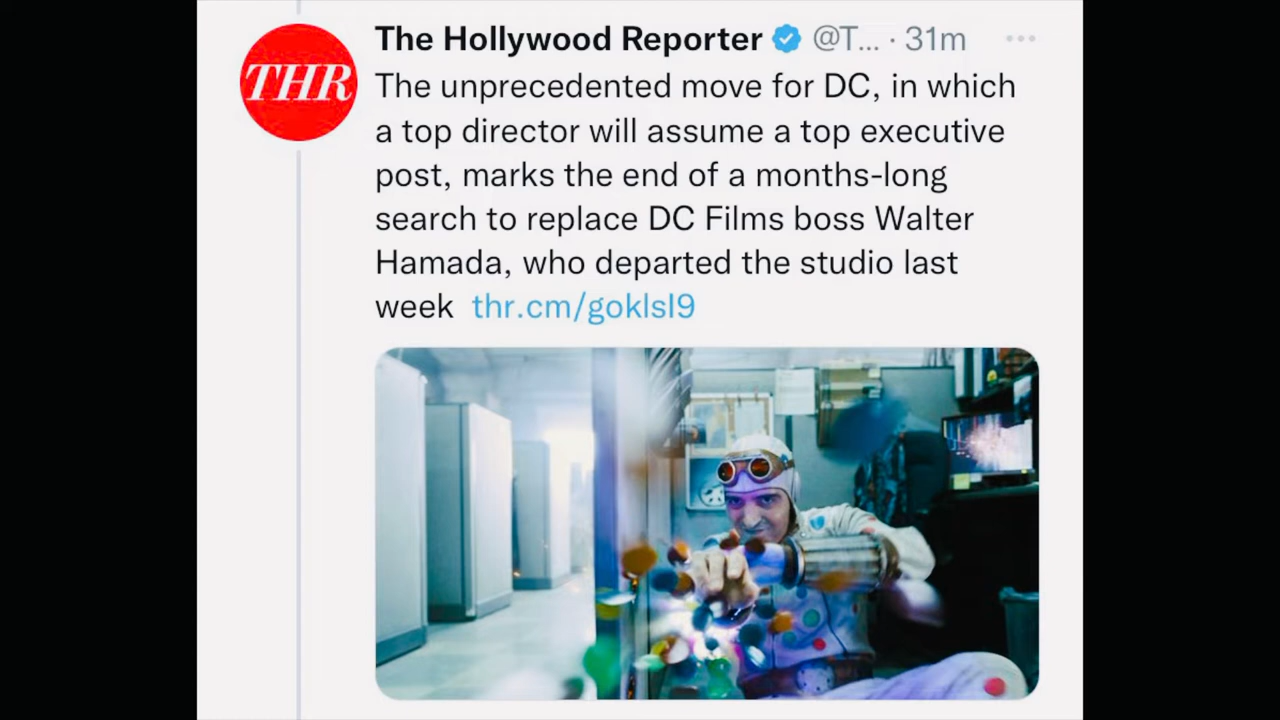 THR
The Hollywood Reporter @T... · 31m
The unprecedented move for DC, in which
a top director will assume a top executive
post, marks the end of a months-long
search to replace DC Films boss Walter
Hamada, who departed the studio last
week thr.cm/goklsl9